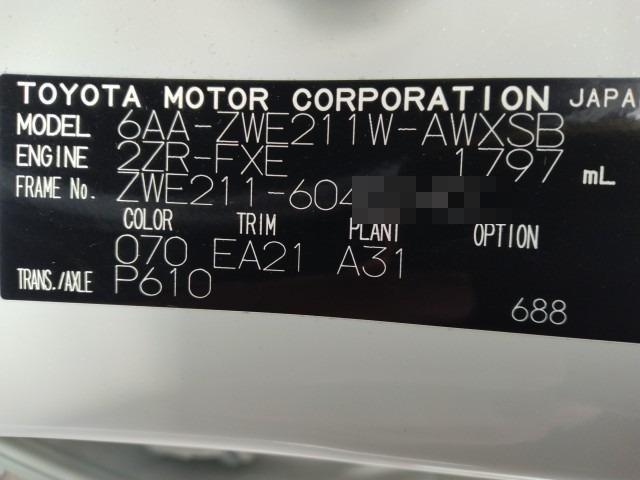 TOYOTA MOTOR CORPORATION JAPA
MODEL 6AA-ZWE211W-AWXSB
ENGINE 2ZR-FXE 1797 mL
FRAME No. ZWE211-604
COLOR TRIM PLANT OPTION
070 EA21 A31
TRANS./AXLE P610
688